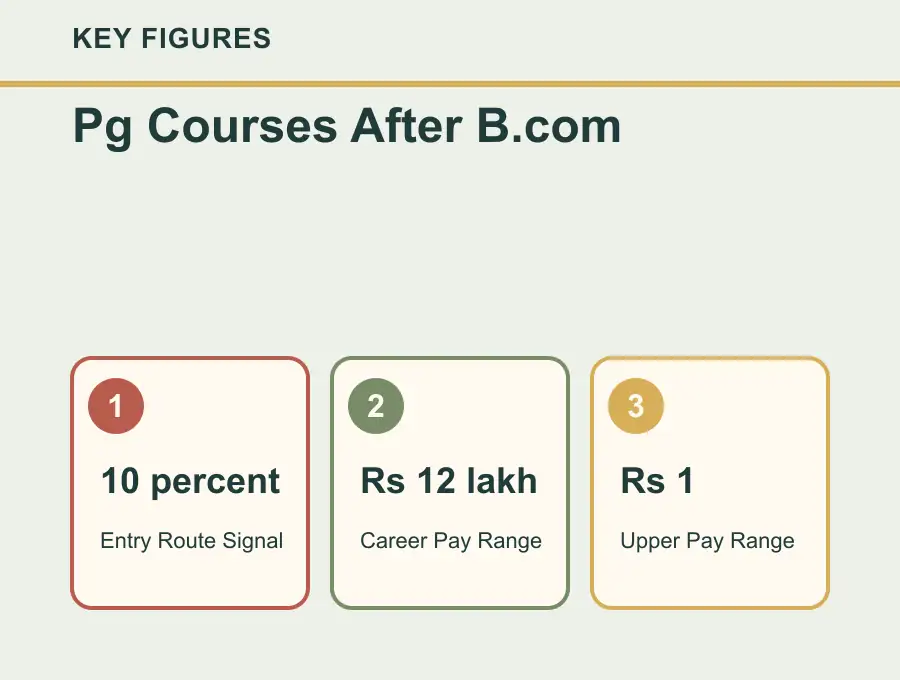 KEY FIGURES
Pg Courses After B.com
1
10 percent
Entry Route Signal
2
Rs 12 lakh
Career Pay Range
3
Rs 1
Upper Pay Range